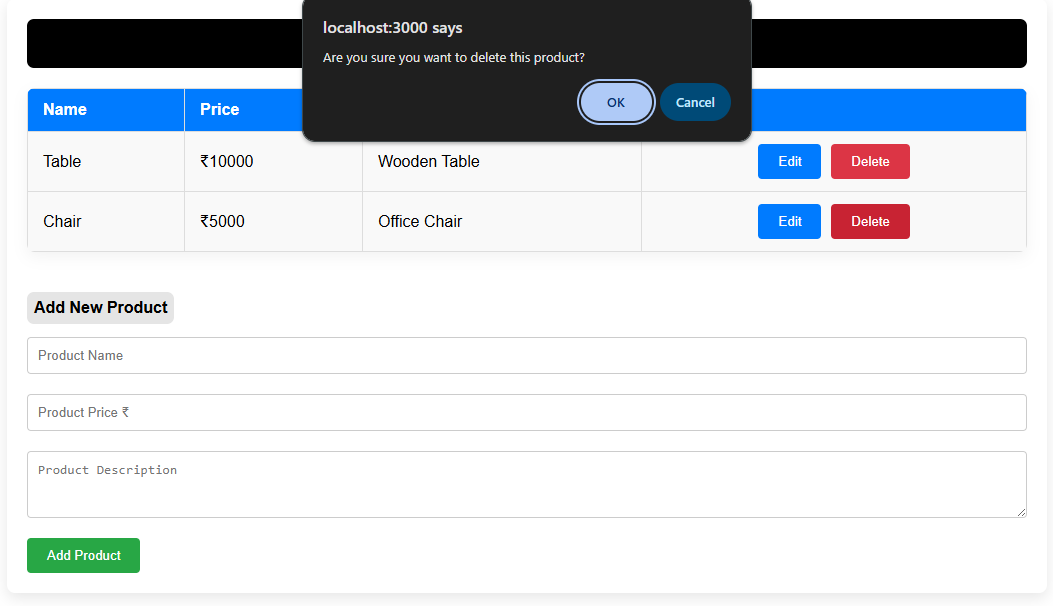 localhost:3000 says
Are you sure you want to delete this product?
OK Cancel
Name Price
Table ₹10000 Wooden Table Edit Delete
Chair ₹5000 Office Chair Edit Delete
Add New Product
Product Name
Product Price ₹
Product Description
Add Product